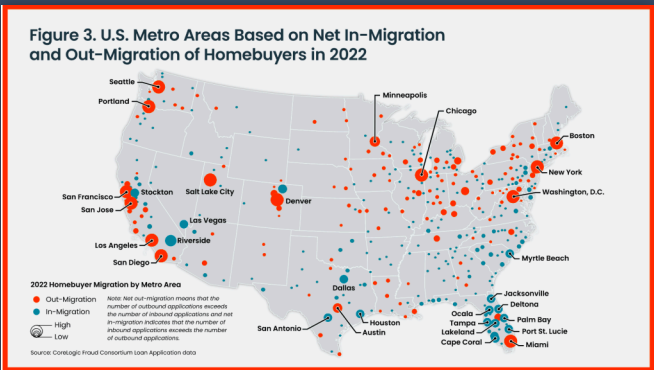 Figure 3. U.S. Metro Areas Based on Net In-Migration
and Out-Migration of Homebuyers in 2022
Seattle
Portland
Minneapolis
Chicago
Boston
New York
Washington, D.C.
San Francisco
Stockton
San Jose
Salt Lake City
Denver
Las Vegas
Los Angeles
Riverside
San Diego
Myrtle Beach
Dallas
San Antonio
Houston
Austin
Jacksonville
Deltona
Ocala
Palm Bay
Tampa
Lakeland
Port St. Lucie
Cape Coral
Miami
2022 Homebuyer Migration by Metro Area
Out-Migration
In-Migration
High
Low
Note: Net out-migration means that the
number of outbound applications exceeds
the number of inbound applications and net
in-migration indicates that the number of
inbound applications exceeds the number
of outbound applications.
Source: CoreLogic Fraud Consortium Loan Application data